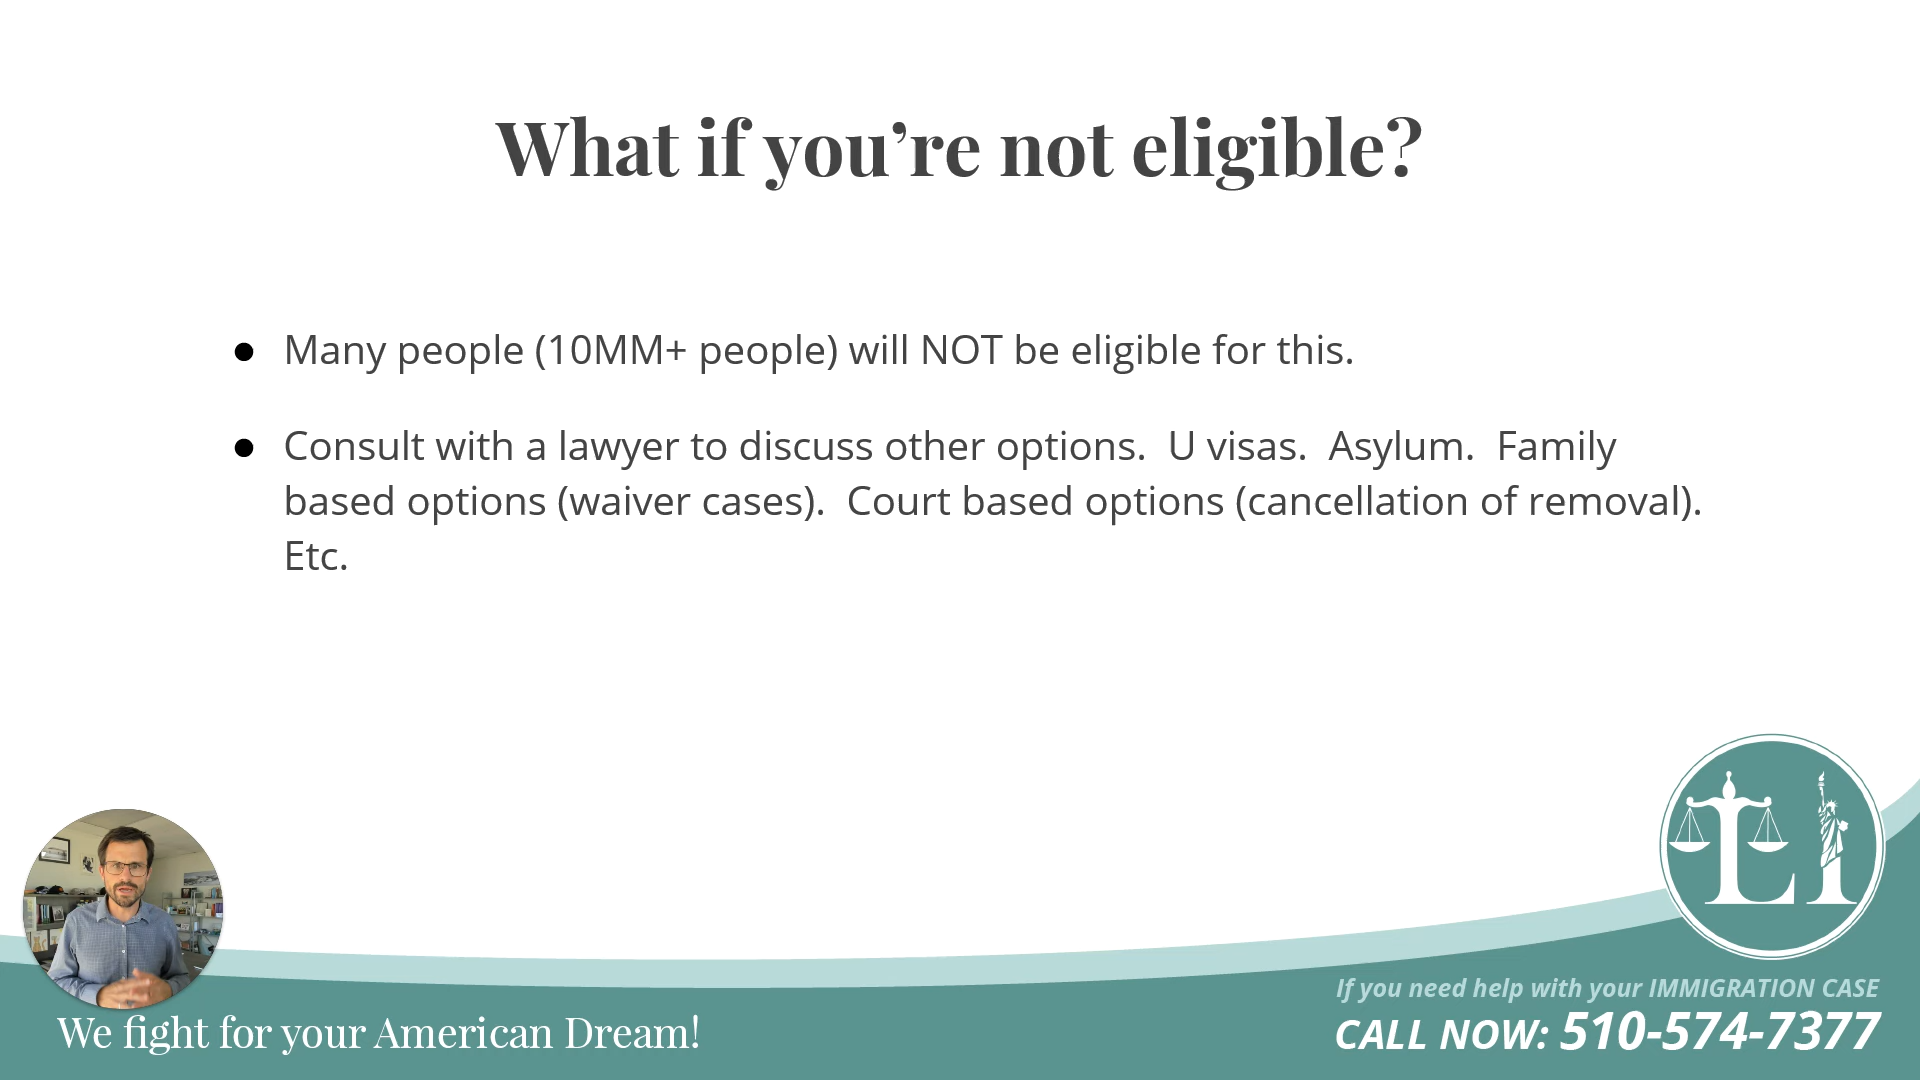 What if you’re not eligible?
● Many people (10MM+ people) will NOT be eligible for this.
● Consult with a lawyer to discuss other options.  U visas.  Asylum.  Family
based options (waiver cases).  Court based options (cancellation of removal).
Etc.
LI
If you need help with your IMMIGRATION CASE
We fight for your American Dream!
CALL NOW: 510-574-7377